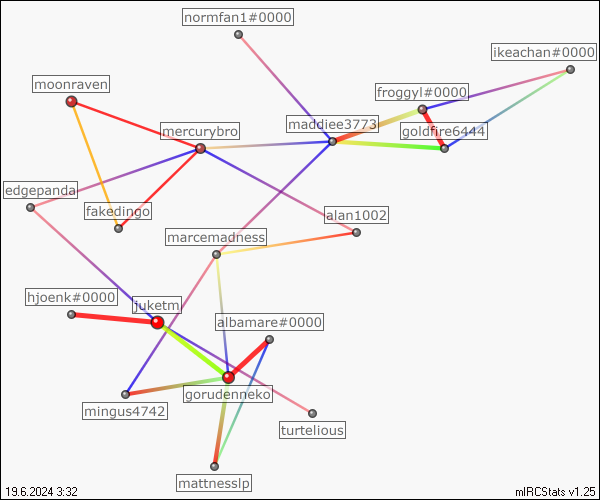 normfan1#0000
ikeachan#0000
moonraven
froggyl#0000
maddiee3773
goldfire6444
mercurybro
edgepanda
fakedingo
alan1002
marcemadness
hjoenk#0000
juketm
albamare#0000
gorudenneko
mingus4742
turtelious
mattnesslp
19.6.2024 3:32
mIRCStats v1.25